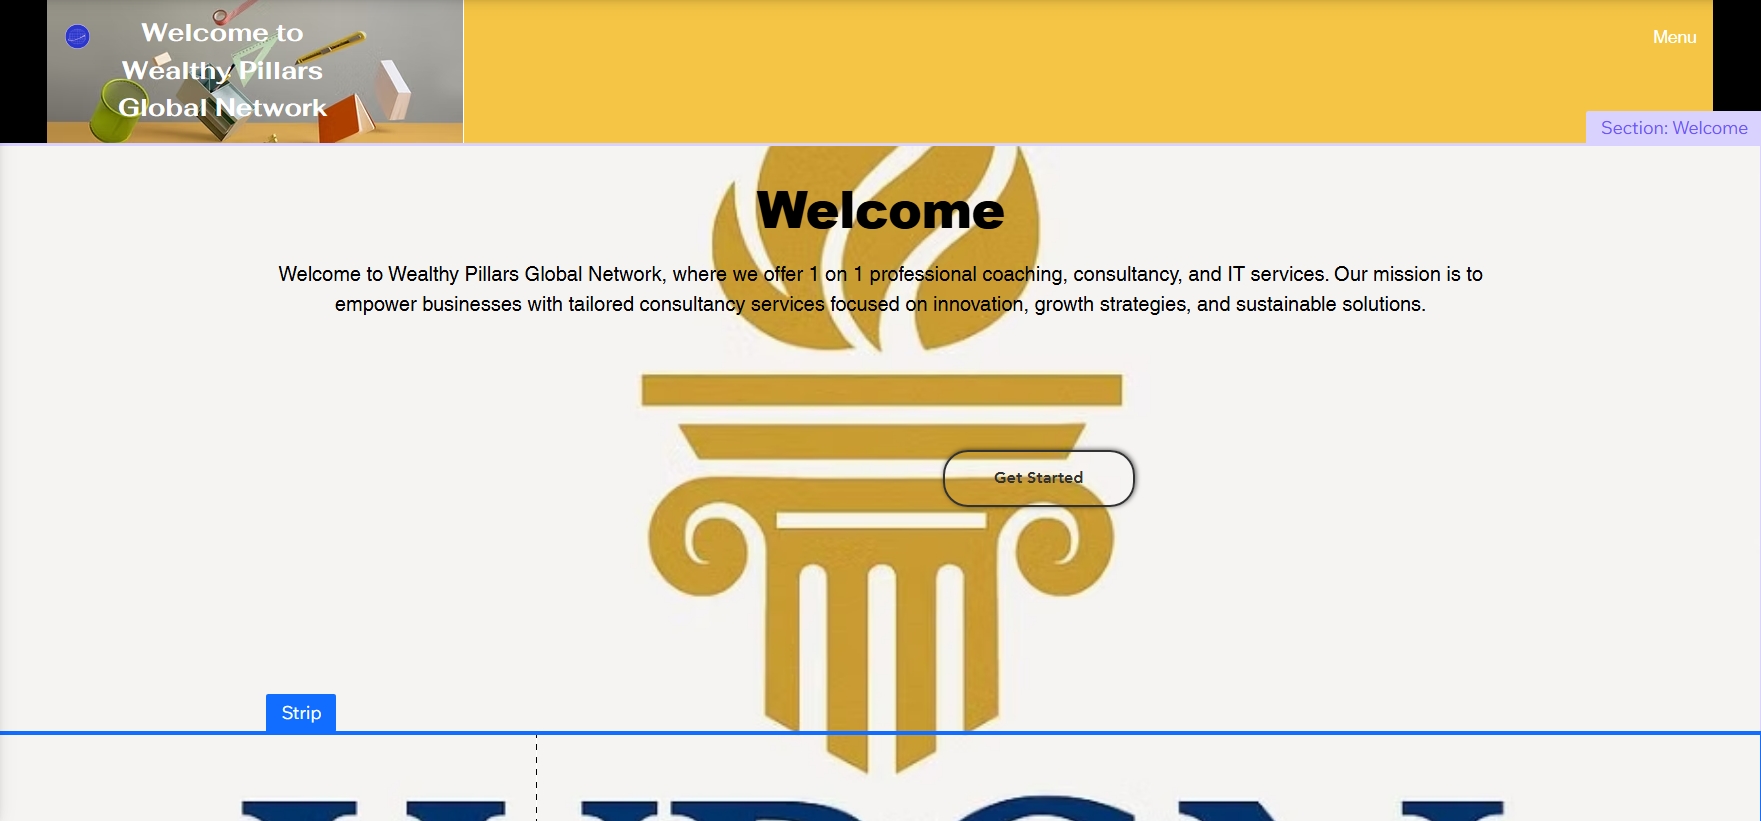 Welcome to
Wealthy Pillars
Global Network
Menu
Section: Welcome
Welcome
Welcome to Wealthy Pillars Global Network, where we offer 1 on 1 professional coaching, consultancy, and IT services. Our mission is to
empower businesses with tailored consultancy services focused on innovation, growth strategies, and sustainable solutions.
Get Started
Strip